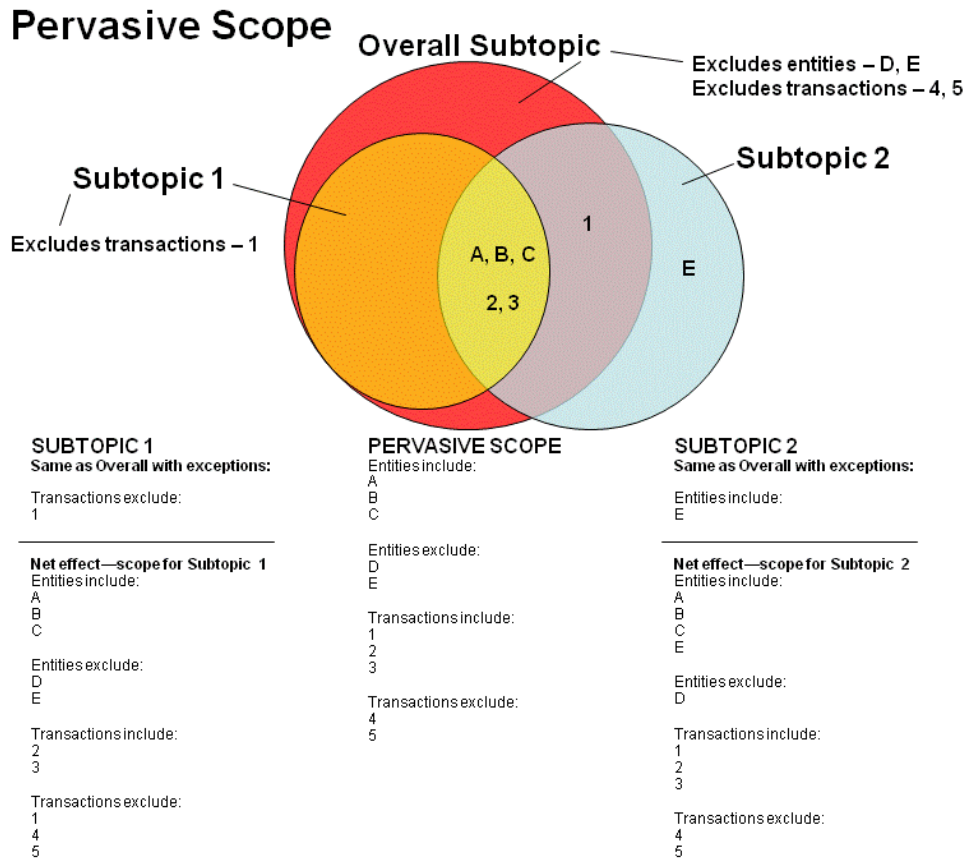 Pervasive Scope
Overall Subtopic
Excludes entities – D, E
Excludes transactions – 4, 5
Subtopic 2
Subtopic 1
Excludes transactions – 1
1
A, B, C
E
2, 3
SUBTOPIC 1
Same as Overall with exceptions:
Transactions exclude:
1
Net effect—scope for Subtopic 1
Entities include:
A
B
C
Entities exclude:
D
E
Transactions include:
2
3
Transactions exclude:
1
4
5
PERVASIVE SCOPE
Entities include:
A
B
C
Entities exclude:
D
E
Transactions include:
1
2
3
Transactions exclude:
4
5
SUBTOPIC 2
Same as Overall with exceptions:
Entities include:
E
Net effect—scope for Subtopic 2
Entities include:
A
B
C
E
Entities exclude:
D
Transactions include:
1
2
3
Transactions exclude:
4
5